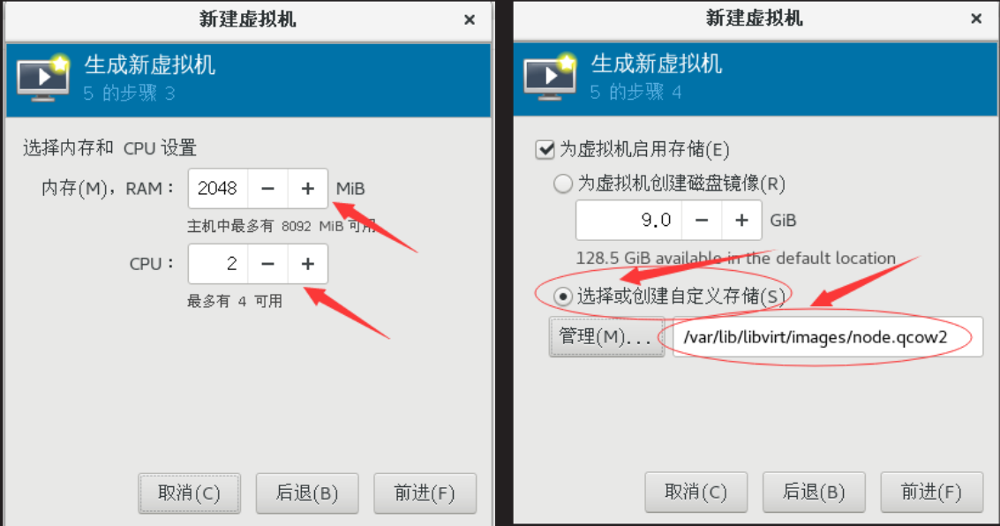 新建虚拟机
生成新虚拟机
5 的步骤 3
选择内存和 CPU 设置
内存(M), RAM： 2048 − + MiB
主机中最多有 8092 MiB 可用
CPU： 2 − +
最多有 4 可用
取消(C) 后退(B) 前进(F)
新建虚拟机
生成新虚拟机
5 的步骤 4
为虚拟机启用存储(E)
为虚拟机创建磁盘镜像(R)
9.0 − + GiB
128.5 GiB available in the default location
选择或创建自定义存储(S)
管理(M)... /var/lib/libvirt/images/node.qcow2
取消(C) 后退(B) 前进(F)